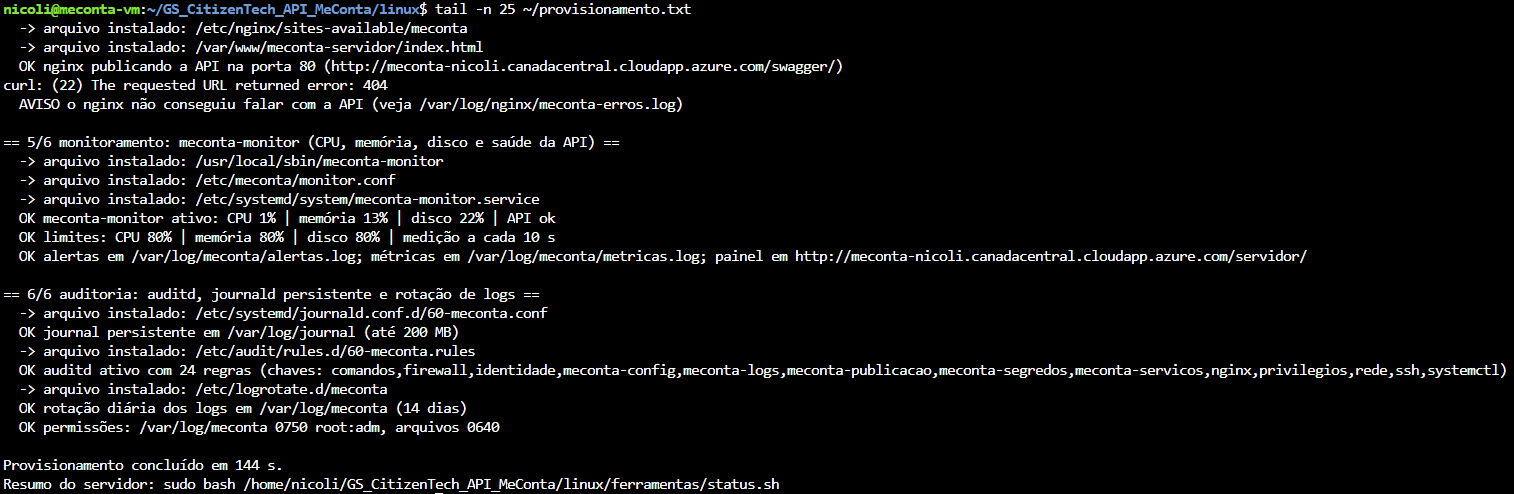 nicoli@meconta-vm:~/GS_CitizenTech_API_MeConta/linux$ tail -n 25 ~/provisionamento.txt
-> arquivo instalado: /etc/nginx/sites-available/meconta
-> arquivo instalado: /var/www/meconta-servidor/index.html
OK nginx publicando a API na porta 80 (http://meconta-nicoli.canadacentral.cloudapp.azure.com/swagger/)
curl: (22) The requested URL returned error: 404
AVISO o nginx não conseguiu falar com a API (veja /var/log/nginx/meconta-erros.log)
== 5/6 monitoramento: meconta-monitor (CPU, memória, disco e saúde da API) ==
-> arquivo instalado: /usr/local/sbin/meconta-monitor
-> arquivo instalado: /etc/meconta/monitor.conf
-> arquivo instalado: /etc/systemd/system/meconta-monitor.service
OK meconta-monitor ativo: CPU 1% | memória 13% | disco 22% | API ok
OK limites: CPU 80% | memória 80% | disco 80% | medição a cada 10 s
OK alertas em /var/log/meconta/alertas.log; métricas em /var/log/meconta/metricas.log; painel em http://meconta-nicoli.canadacentral.cloudapp.azure.com/servidor/
== 6/6 auditoria: auditd, journald persistente e rotação de logs ==
-> arquivo instalado: /etc/systemd/journald.conf.d/60-meconta.conf
OK journal persistente em /var/log/journal (até 200 MB)
-> arquivo instalado: /etc/audit/rules.d/60-meconta.rules
OK auditd ativo com 24 regras (chaves: comandos,firewall,identidade,meconta-config,meconta-logs,meconta-publicacao,meconta-segredos,meconta-servicos,nginx,privilegios,rede,ssh,systemctl)
-> arquivo instalado: /etc/logrotate.d/meconta
OK rotação diária dos logs em /var/log/meconta (14 dias)
OK permissões: /var/log/meconta 0750 root:adm, arquivos 0640
Provisionamento concluído em 144 s.
Resumo do servidor: sudo bash /home/nicoli/GS_CitizenTech_API_MeConta/linux/ferramentas/status.sh